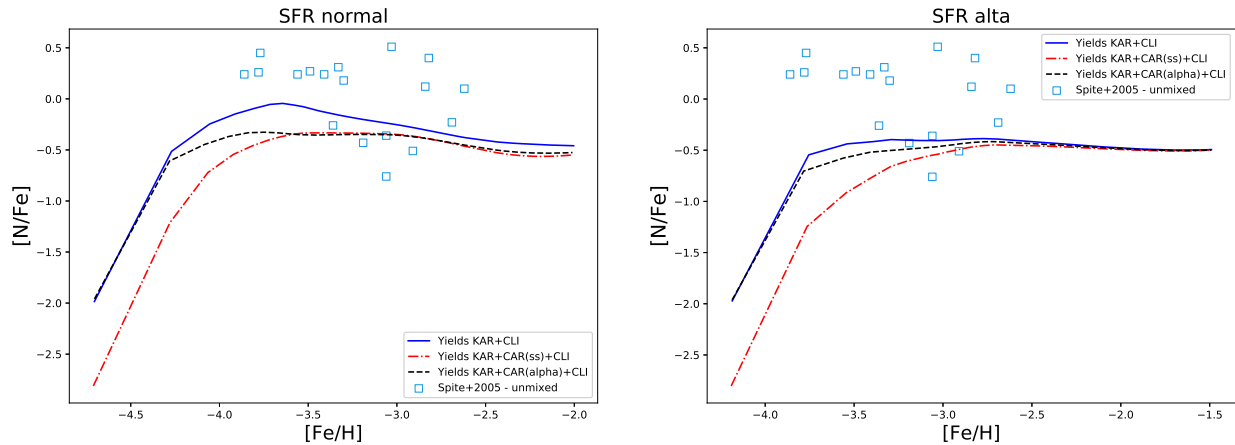 SFR normal
[N/Fe]
0.5
0.0
−0.5
−1.0
−1.5
−2.0
−2.5
Yields KAR+CLI
Yields KAR+CAR(ss)+CLI
Yields KAR+CAR(alpha)+CLI
Spite+2005 - unmixed
−4.5 −4.0 −3.5 −3.0 −2.5 −2.0
[Fe/H]
SFR alta
[N/Fe]
0.5
0.0
−0.5
−1.0
−1.5
−2.0
−2.5
Yields KAR+CLI
Yields KAR+CAR(ss)+CLI
Yields KAR+CAR(alpha)+CLI
Spite+2005 - unmixed
−4.0 −3.5 −3.0 −2.5 −2.0 −1.5
[Fe/H]